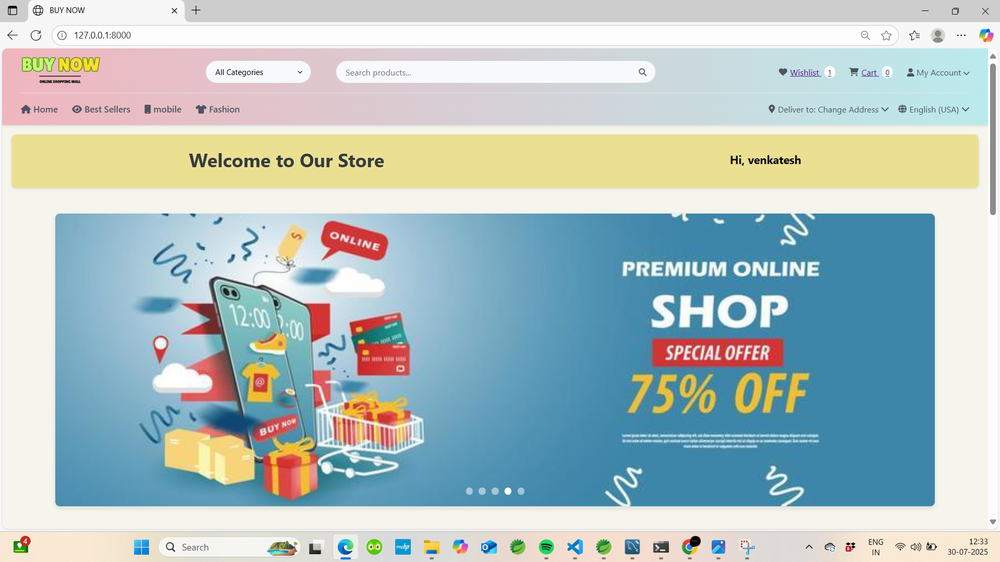 BUY NOW
127.0.0.1:8000
BUY NOW
ONLINE SHOPPING MALL
All Categories
Search products...
Wishlist 1
Cart 0
My Account
Home
Best Sellers
mobile
Fashion
Deliver to: Change Address
English (USA)
Welcome to Our Store
Hi, venkatesh
$
ONLINE
12:00
:00
@
BUY NOW
PREMIUM ONLINE
SHOP
SPECIAL OFFER
75% OFF
4
Search
myhp
ENG
IN
12:33
30-07-2025